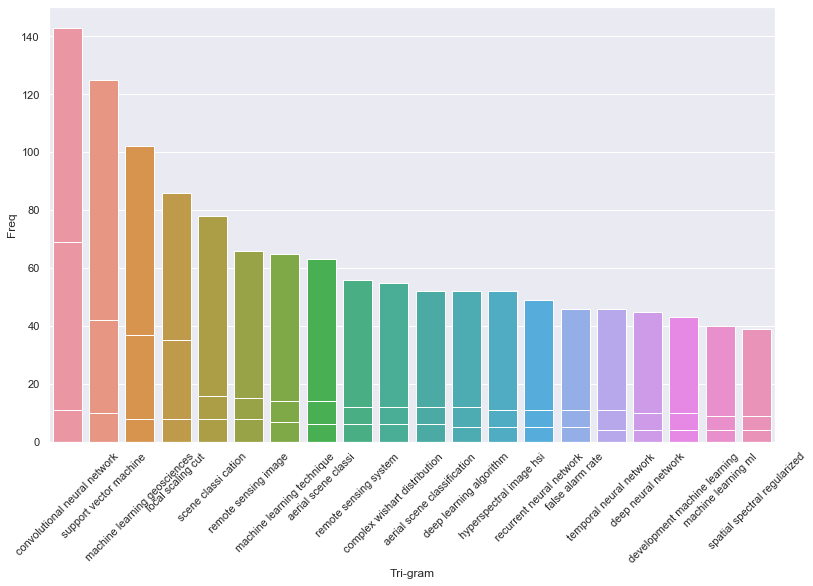 140
120
100
80
60
40
20
0
Freq
convolutional neural network
support vector machine
machine learning geosciences
local scaling cut
scene classi cation
remote sensing image
machine learning technique
aerial scene classi
remote sensing system
complex wishart distribution
aerial scene classification
deep learning algorithm
hyperspectral image hsi
recurrent neural network
false alarm rate
temporal neural network
deep neural network
development machine learning
machine learning ml
spatial spectral regularized
Tri-gram